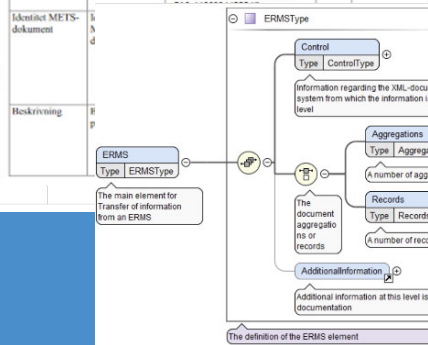 Identitet METS-
dokument
Beskrivning
ERMSType
Control
Type ControlType
Information regarding the XML-docu
system from which the information i
level
Aggregations
Type Aggrega
A number of agg
Records
Type Records
A number of reco
ERMS
Type ERMSType
The main element for
Transfer of information
from an ERMS
The
document
aggregatio
ns or
records
AdditionalInformation
Additional information at this level is
documentation
The definition of the ERMS element